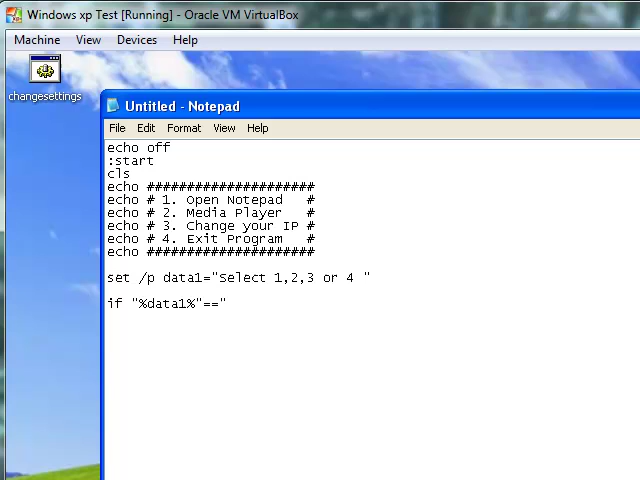 Windows xp Test [Running] - Oracle VM VirtualBox
Machine View Devices Help
changesettings
Untitled - Notepad
File Edit Format View Help
echo off
:start
cls
echo #####################
echo # 1. Open Notepad   #
echo # 2. Media Player   #
echo # 3. Change your IP #
echo # 4. Exit Program   #
echo #####################
set /p data1="Select 1,2,3 or 4 "
if "%data1%"=="